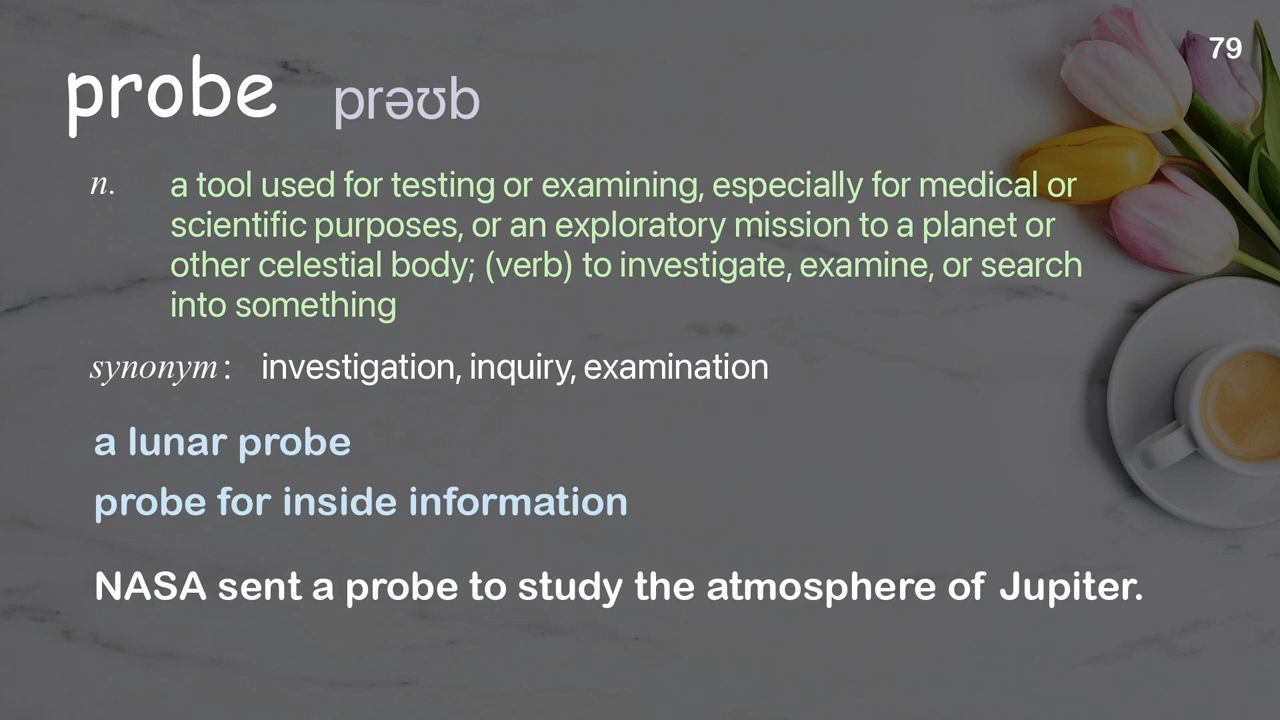 79
probe prəʊb
n. a tool used for testing or examining, especially for medical or
scientific purposes, or an exploratory mission to a planet or
other celestial body; (verb) to investigate, examine, or search
into something
synonym: investigation, inquiry, examination
a lunar probe
probe for inside information
NASA sent a probe to study the atmosphere of Jupiter.